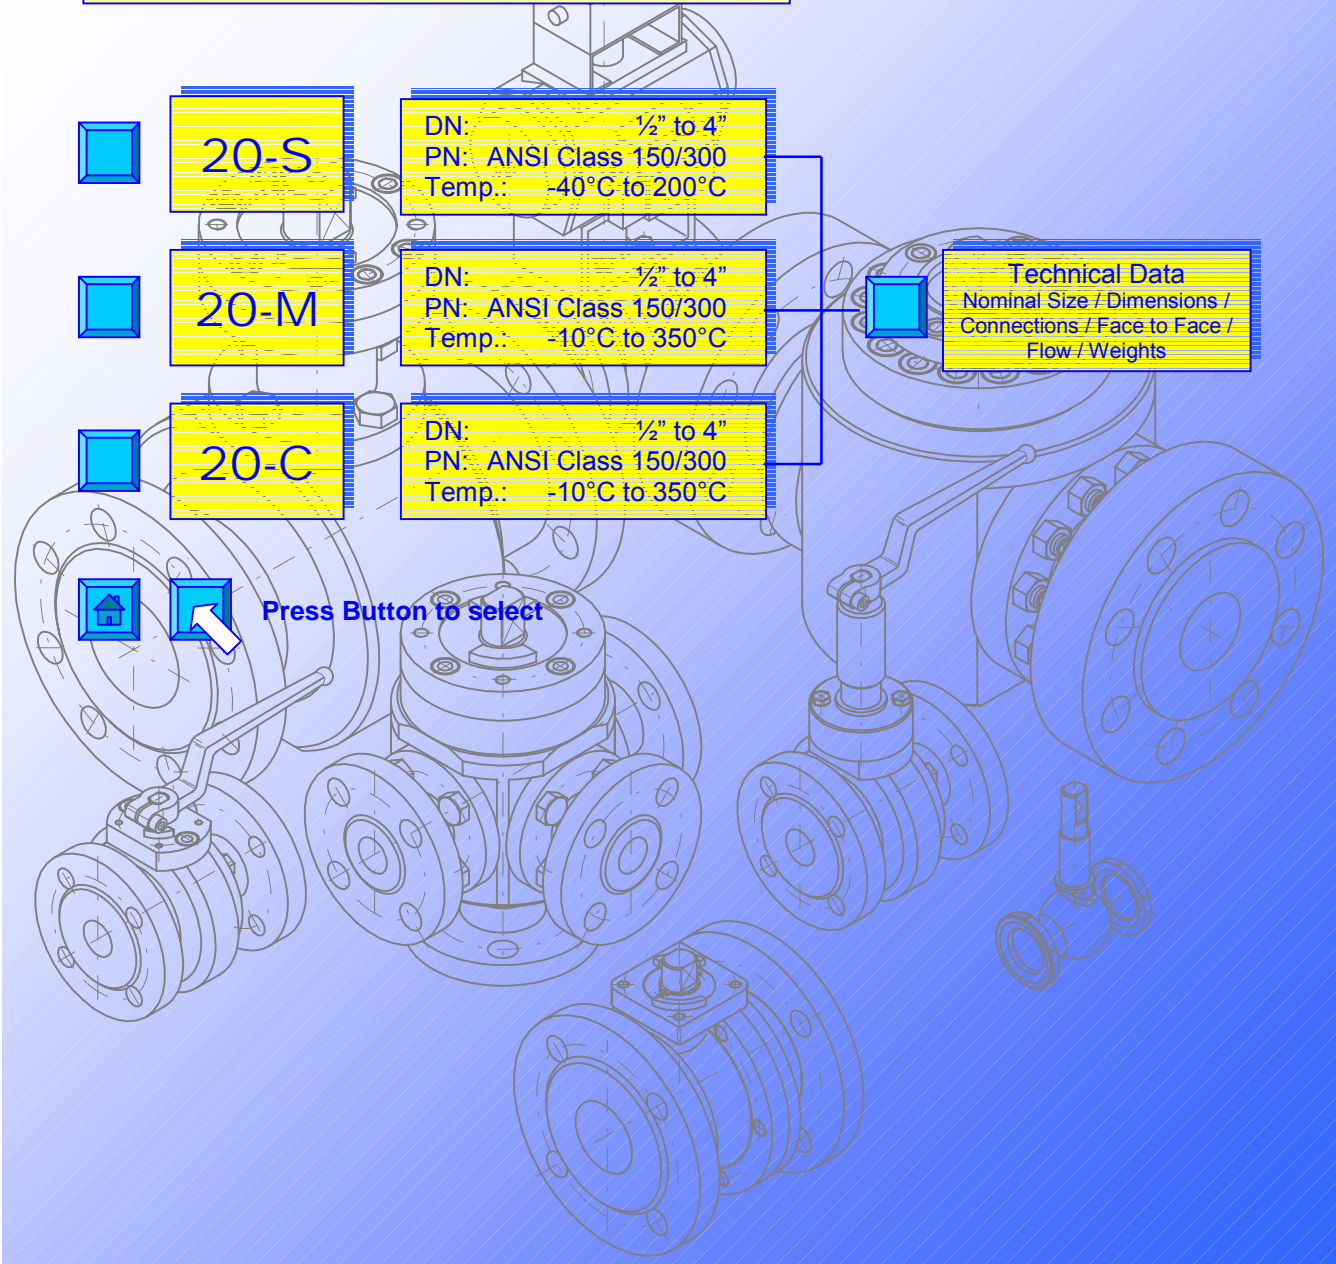 20-S
DN: ½” to 4”
PN: ANSI Class 150/300
Temp.: -40°C to 200°C
20-M
DN: ½” to 4”
PN: ANSI Class 150/300
Temp.: -10°C to 350°C
Technical Data
Nominal Size / Dimensions /
Connections / Face to Face /
Flow / Weights
20-C
DN: ½” to 4”
PN: ANSI Class 150/300
Temp.: -10°C to 350°C
Press Button to select